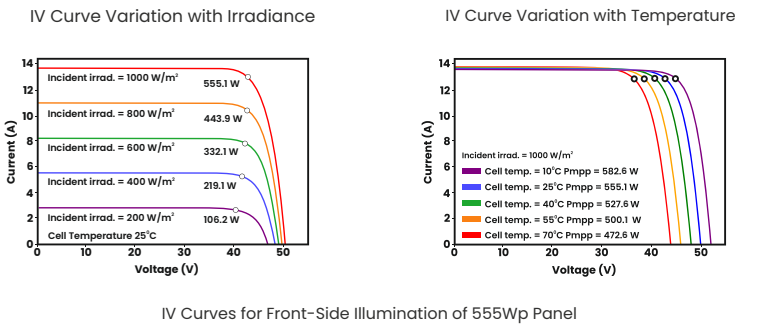 IV Curve Variation with Irradiance
14
12
10
8
6
4
2
0
Current (A)
Incident irrad. = 1000 W/m²
555.1 W
Incident irrad. = 800 W/m²
443.9 W
Incident irrad. = 600 W/m²
332.1 W
Incident irrad. = 400 W/m²
219.1 W
Incident irrad. = 200 W/m²
106.2 W
Cell Temperature 25°C
0 10 20 30 40 50
Voltage (V)
IV Curve Variation with Temperature
14
12
10
8
6
4
2
0
Current (A)
Incident irrad. = 1000 W/m²
Cell temp. = 10°C Pmpp = 582.6 W
Cell temp. = 25°C Pmpp = 555.1 W
Cell temp. = 40°C Pmpp = 527.6 W
Cell temp. = 55°C Pmpp = 500.1 W
Cell temp. = 70°C Pmpp = 472.6 W
0 10 20 30 40 50
Voltage (V)
IV Curves for Front-Side Illumination of 555Wp Panel